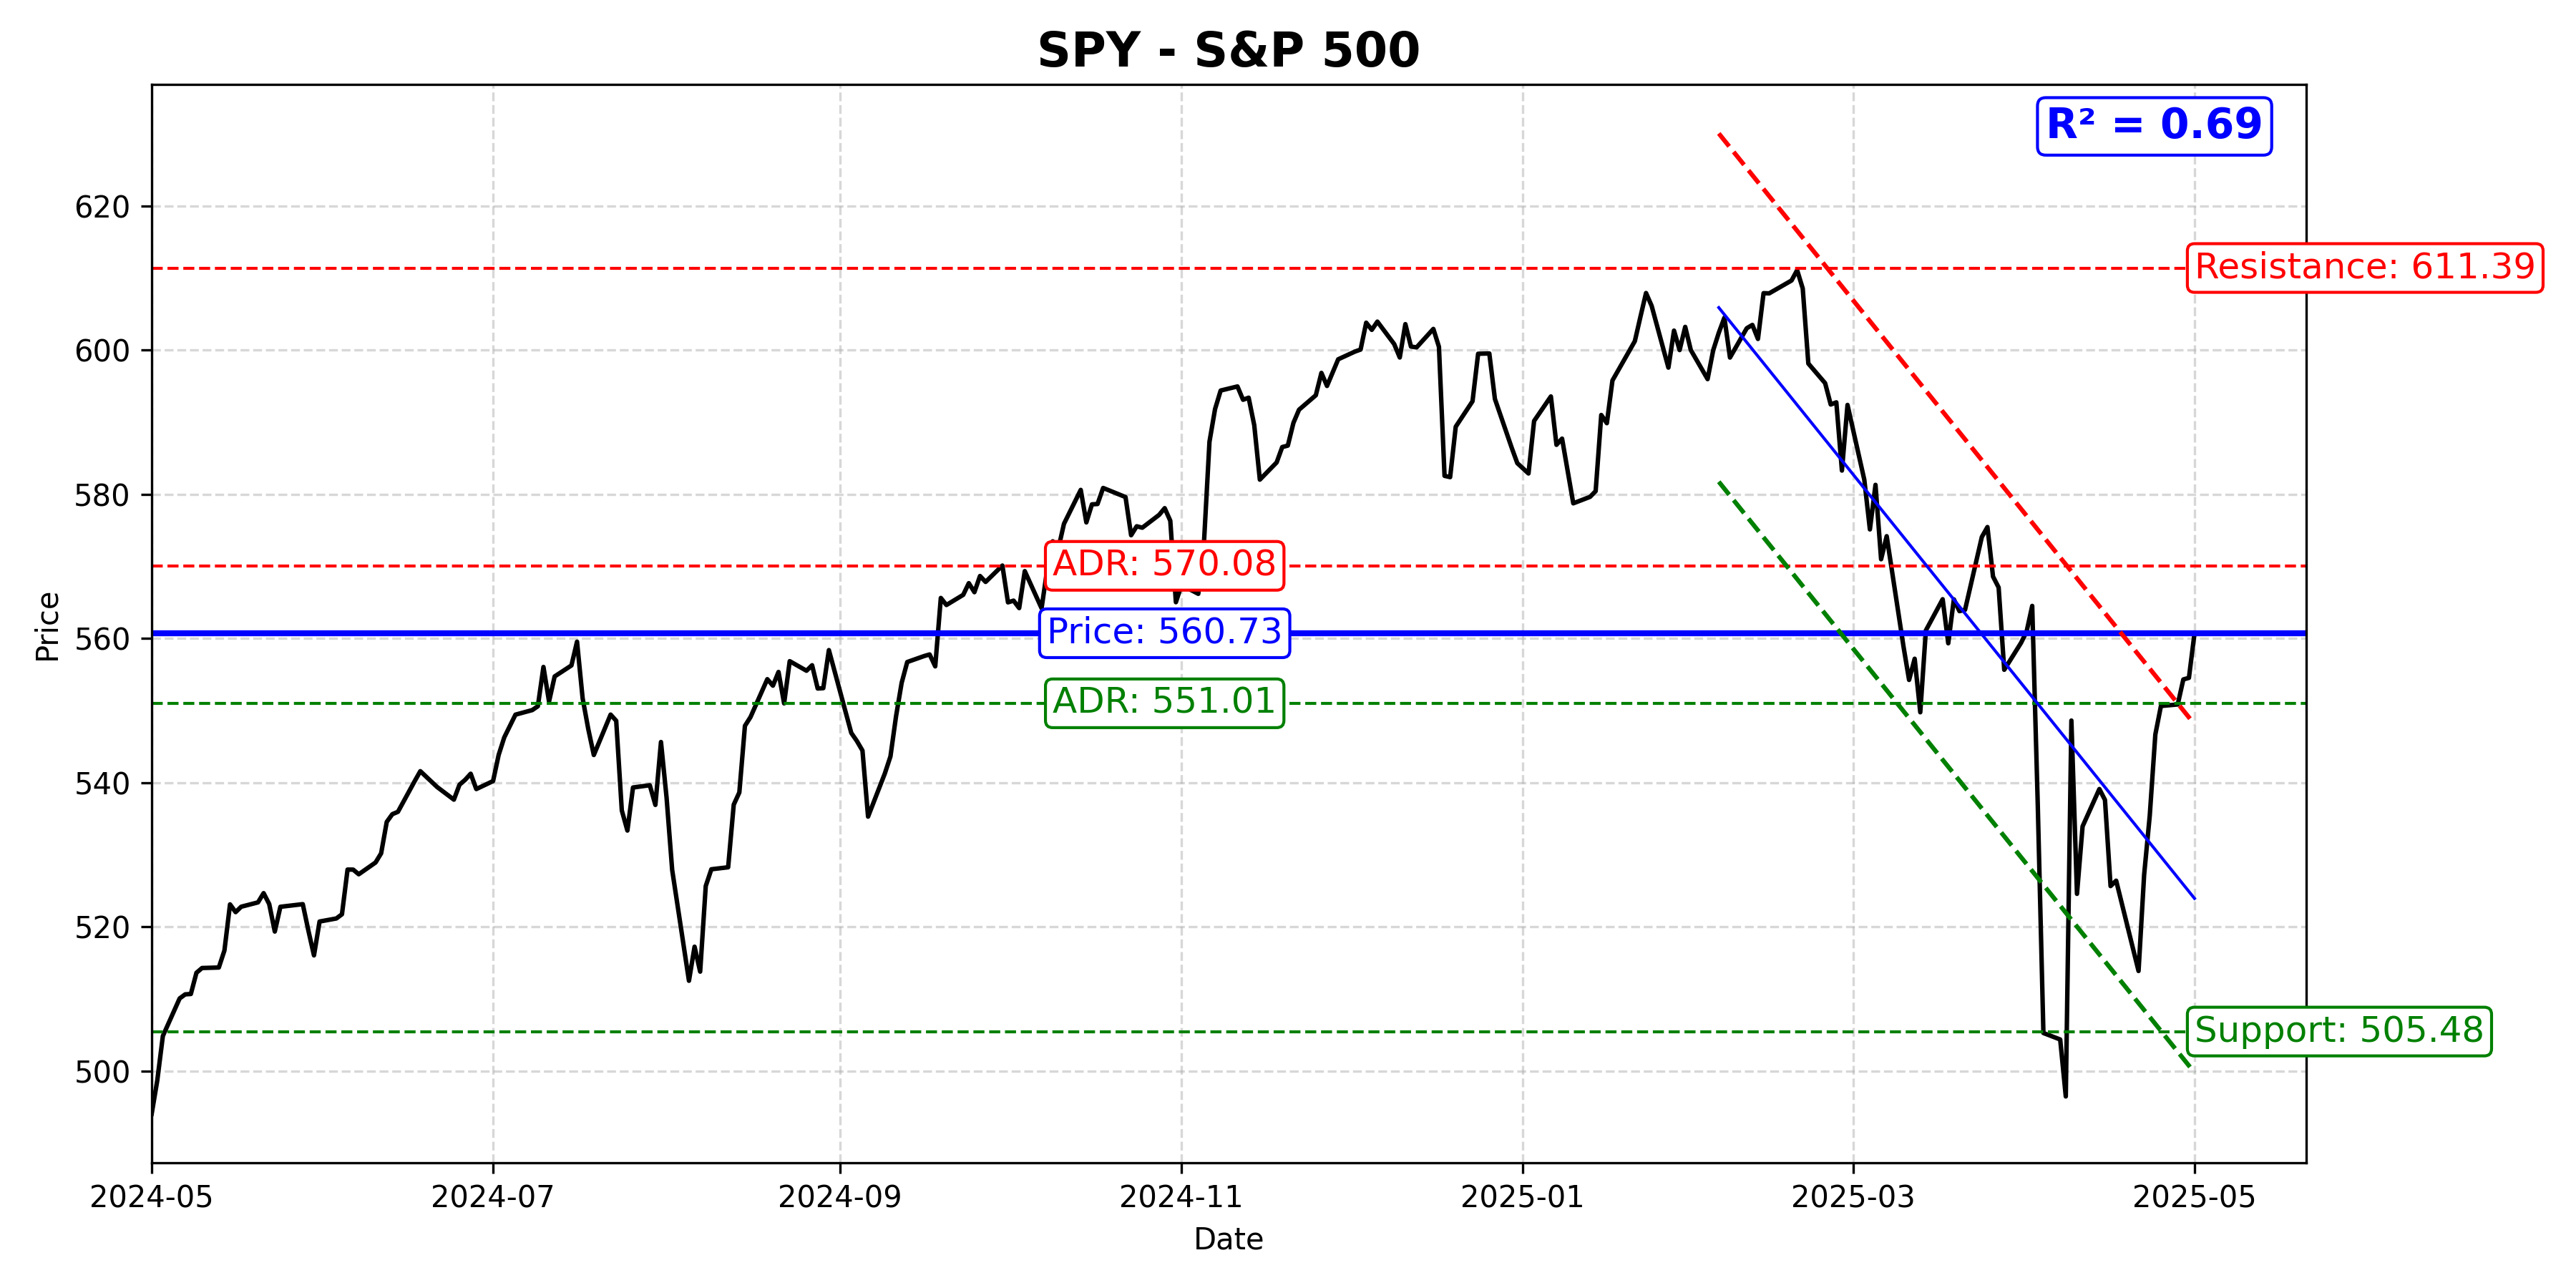 SPY - S&P 500
R² = 0.69
620
600
580
560
540
520
500
Price
Resistance: 611.39
ADR: 570.08
Price: 560.73
ADR: 551.01
Support: 505.48
2024-05
2024-07
2024-09
2024-11
2025-01
2025-03
2025-05
Date